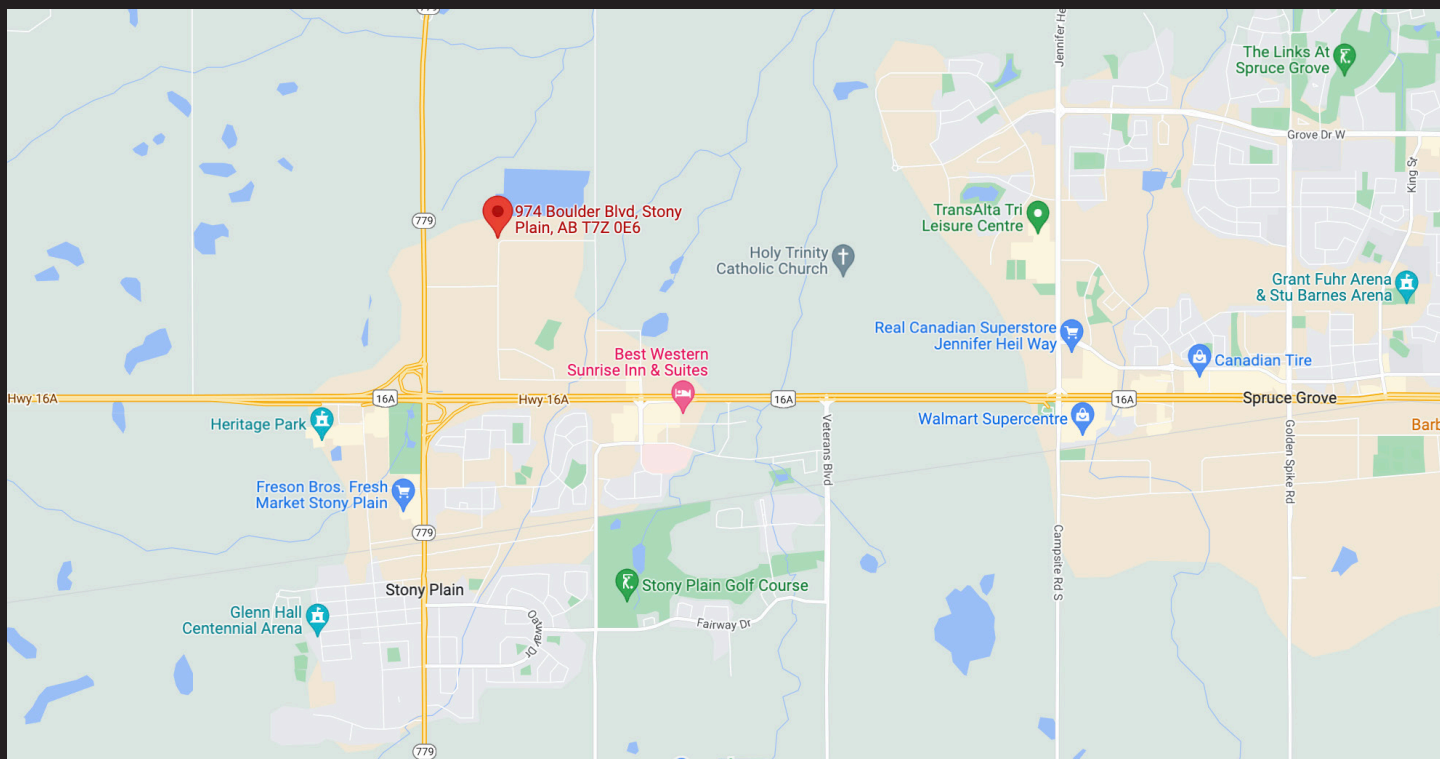 779
Jennifer He
The Links At
Spruce Grove
Grove Dr W
King Sr
974 Boulder Blvd, Stony
Plain, AB T7Z 0E6
779
TransAlta Tri
Leisure Centre
Holy Trinity
Catholic Church
Grant Fuhr Arena
& Stu Barnes Arena
Real Canadian Superstore
Jennifer Heil Way
Canadian Tire
Best Western
Sunrise Inn & Suites
Hwy 16A
16A
Hwy 16A
16A
16A
Spruce Grove
Heritage Park
Walmart Supercentre
Barb
Veterans Blvd
Golden Spike Rd
Freson Bros. Fresh
Market Stony Plain
779
Campsite Rd S
Stony Plain
Stony Plain Golf Course
Glenn Hall
Centennial Arena
Oatway Dr
Fairway Dr
779